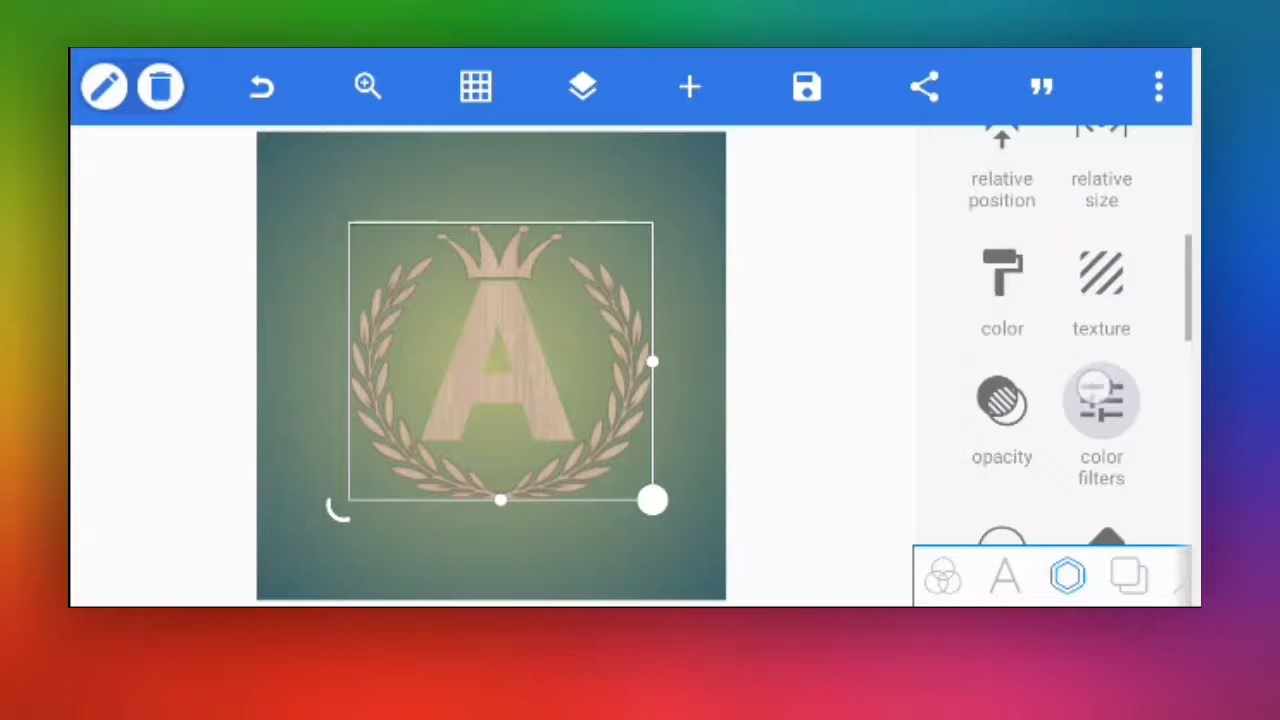 relative
position
relative
size
A
color
texture
opacity
color
filters
A